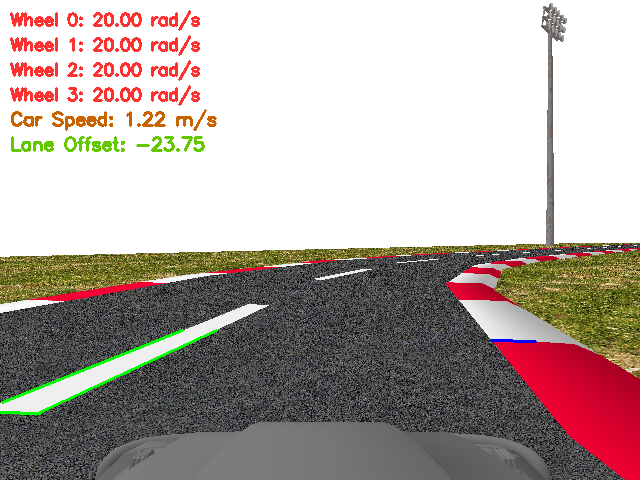 Wheel 0: 20.00 rad/s
Wheel 1: 20.00 rad/s
Wheel 2: 20.00 rad/s
Wheel 3: 20.00 rad/s
Car Speed: 1.22 m/s
Lane Offset: -23.75